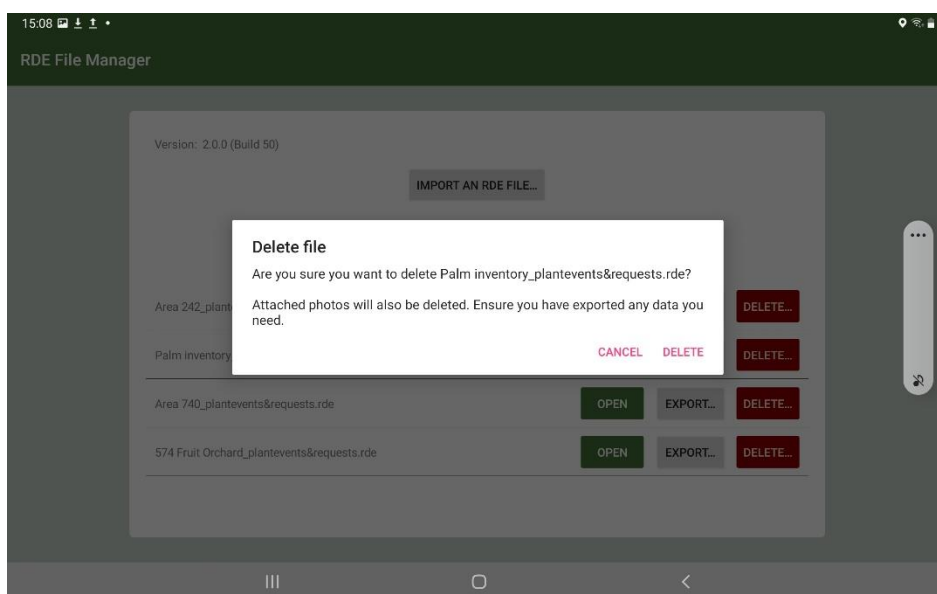 15:08
RDE File Manager
Version: 2.0.0 (Build 50)
IMPORT AN RDE FILE...
Delete file
Are you sure you want to delete Palm inventory_plantevents&requests.rde?
Attached photos will also be deleted. Ensure you have exported any data you
need.
CANCEL DELETE
Area 242_plant
DELETE...
Palm inventory
DELETE...
Area 740_plantevents&requests.rde OPEN EXPORT... DELETE...
574 Fruit Orchard_plantevents&requests.rde OPEN EXPORT... DELETE...